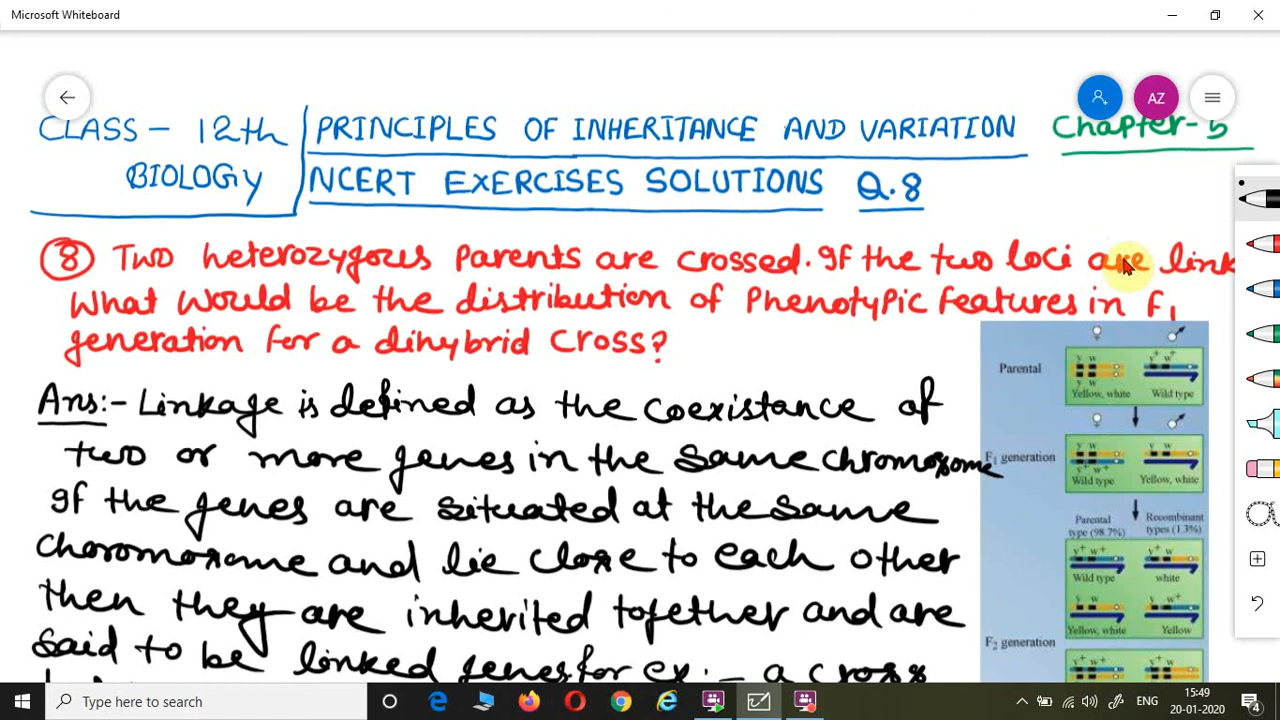 Microsoft Whiteboard
AZ
CLASS - 12th
BIOLOGY
PRINCIPLES OF INHERITANCE AND VARIATION
Chapter-5
NCERT EXERCISES SOLUTIONS Q.8
8 Two heterozygous Parents are crossed. If the two loci are link
What would be the distribution of Phenotypic Features in F1
generation for a dihybrid Cross?
Ans:- Linkage is defined as the coexistance of
two or more genes in the same chromosome
If the genes are situated at the same
choromosome and lie close to each other
then they are inherited together and are
said to be linked genes. for ex. - a cross
Parental
y w
y w
Yellow, white
y+ w+
Wild type
F1 generation
y w
y+ w+
Wild type
y w
Yellow, white
Parental type (98.7%)
Recombinant types (1.3%)
y+ w+
Wild type
y+ w
white
y w
Yellow, white
y w+
Yellow
F2 generation
y+ w+
y+ w
Type here to search
ENG
15:49
20-01-2020
4